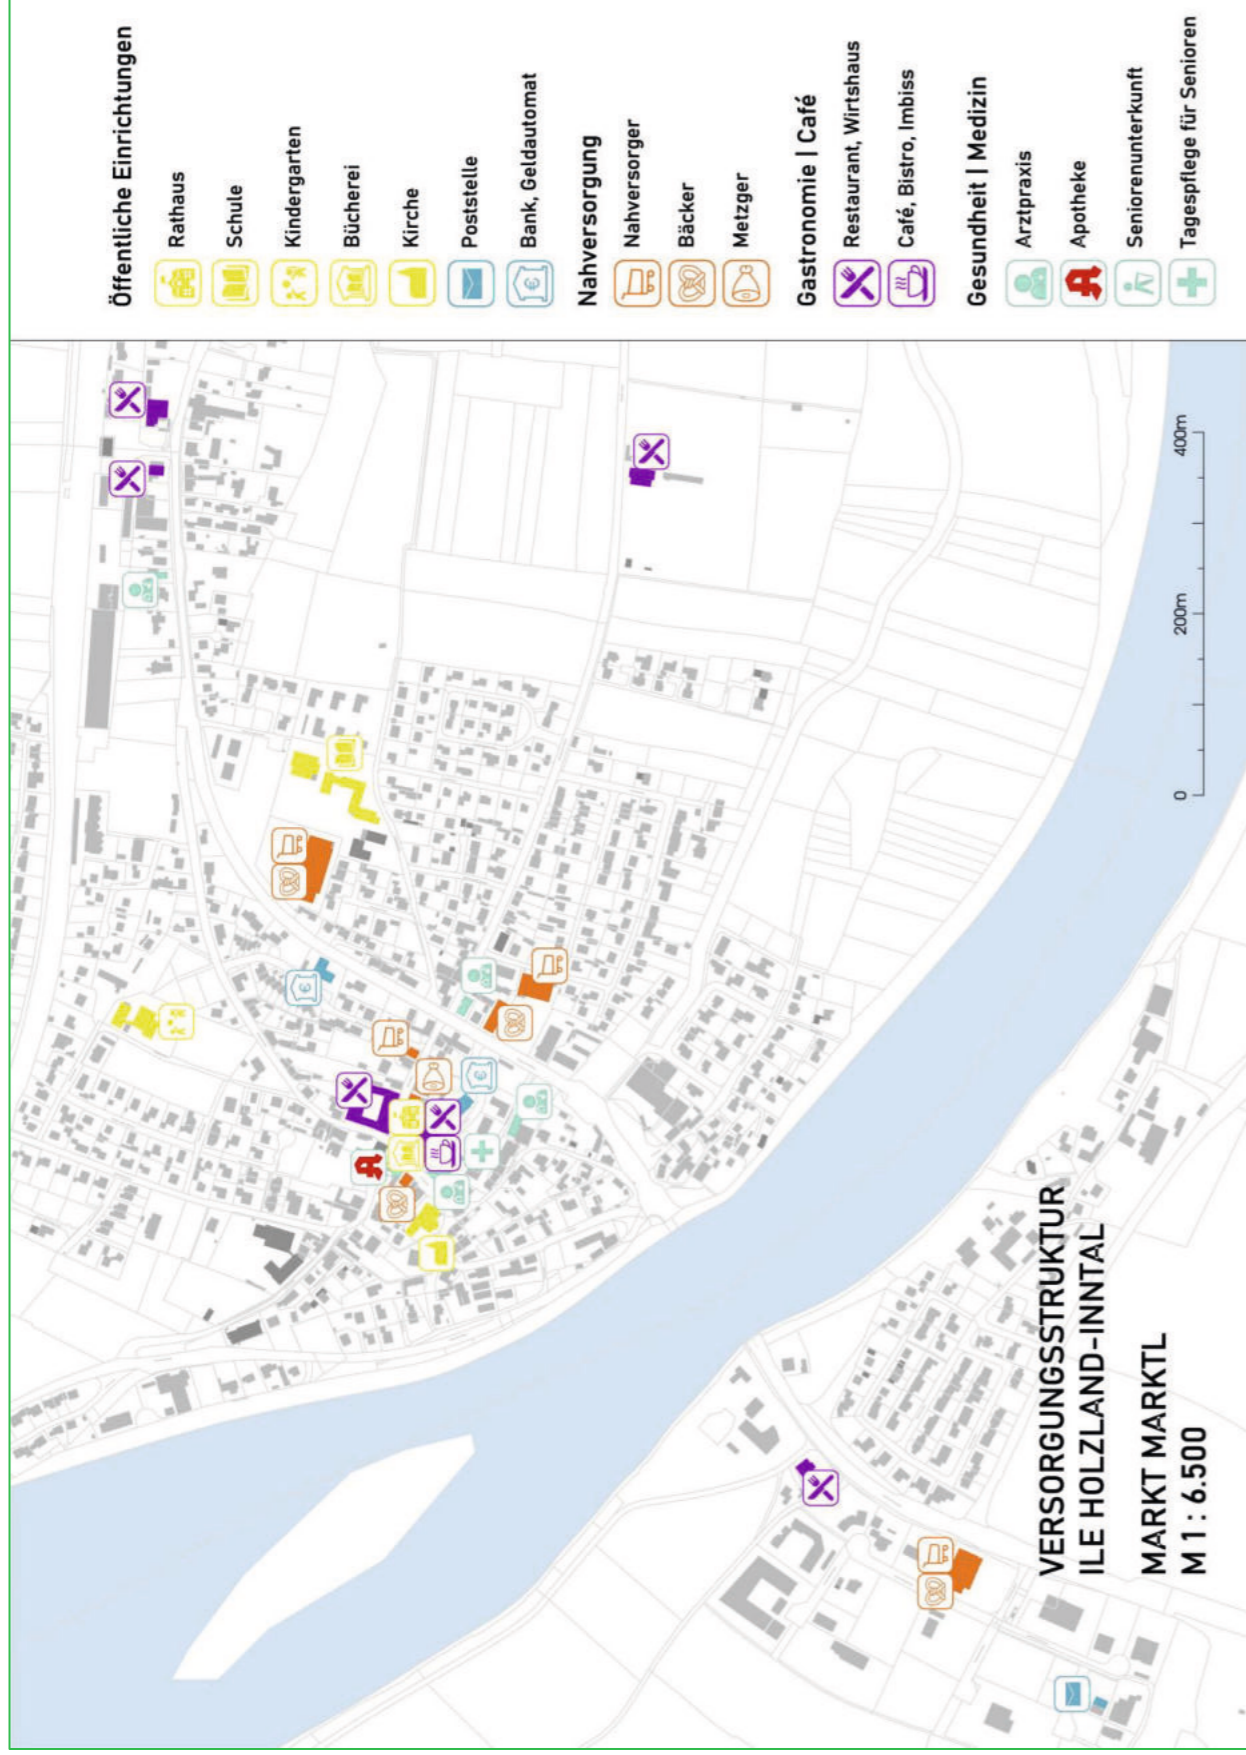 Öffentliche Einrichtungen
Rathaus
Schule
Kindergarten
Bücherei
Kirche
Poststelle
Bank, Geldautomat
Nahversorgung
Nahversorger
Bäcker
Metzger
Gastronomie | Café
Restaurant, Wirtshaus
Café, Bistro, Imbiss
Gesundheit | Medizin
Arztpraxis
Apotheke
Seniorenunterkunft
Tagespflege für Senioren
VERSORGUNGSSTRUKTUR
ILE HOLZLAND-INNTAL
MARKT MARKTL
M 1 : 6.500
0 200m 400m